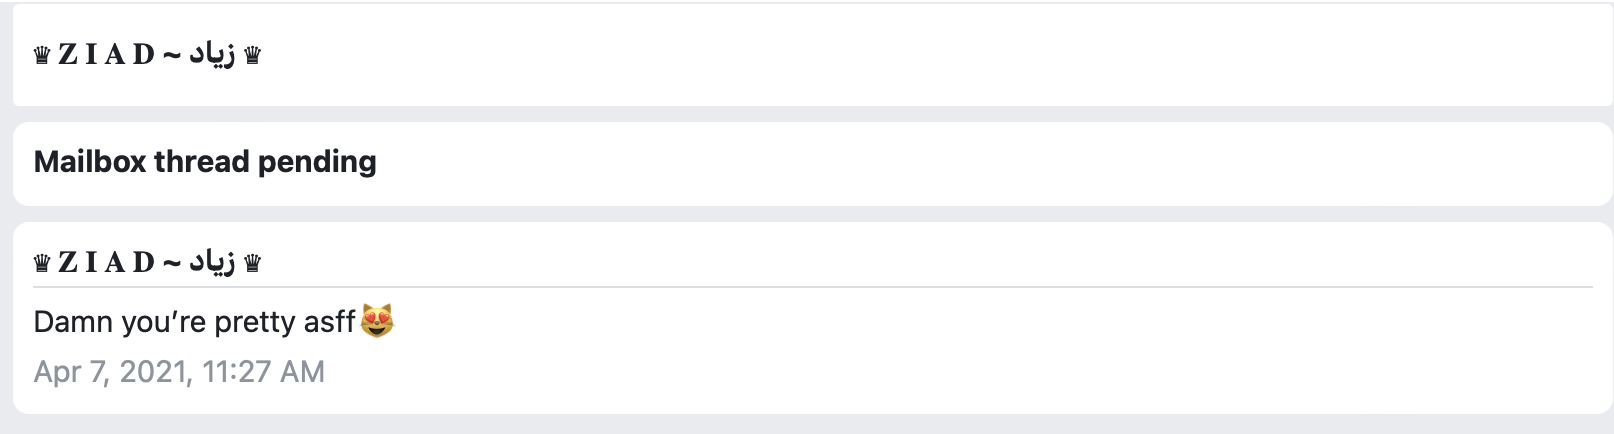 ♛ 𝐙 𝐈 𝐀 𝐃 ~ زياد ♛
Mailbox thread pending
♛ 𝐙 𝐈 𝐀 𝐃 ~ زياد ♛
Damn you’re pretty asff😻
Apr 7, 2021, 11:27 AM